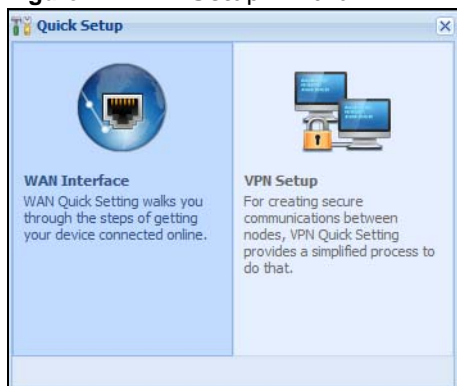 Quick Setup
WAN Interface
WAN Quick Setting walks you
through the steps of getting
your device connected online.
VPN Setup
For creating secure
communications between
nodes, VPN Quick Setting
provides a simplified process to
do that.